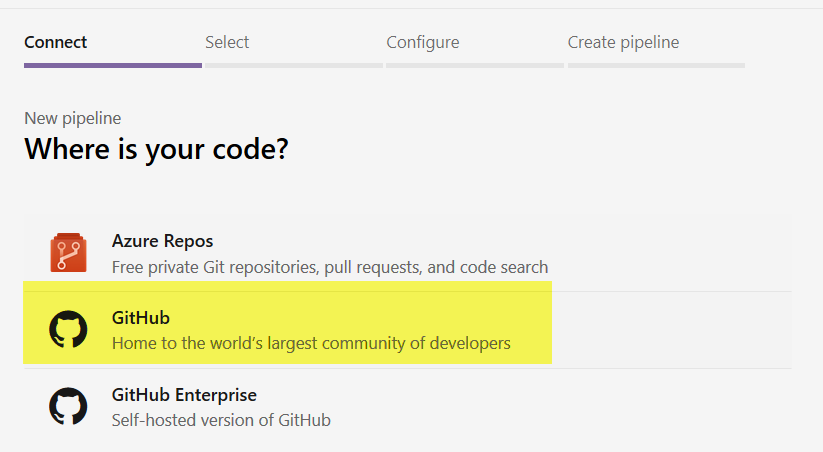 Connect Select Configure Create pipeline
New pipeline
Where is your code?
Azure Repos
Free private Git repositories, pull requests, and code search
GitHub
Home to the world’s largest community of developers
GitHub Enterprise
Self-hosted version of GitHub